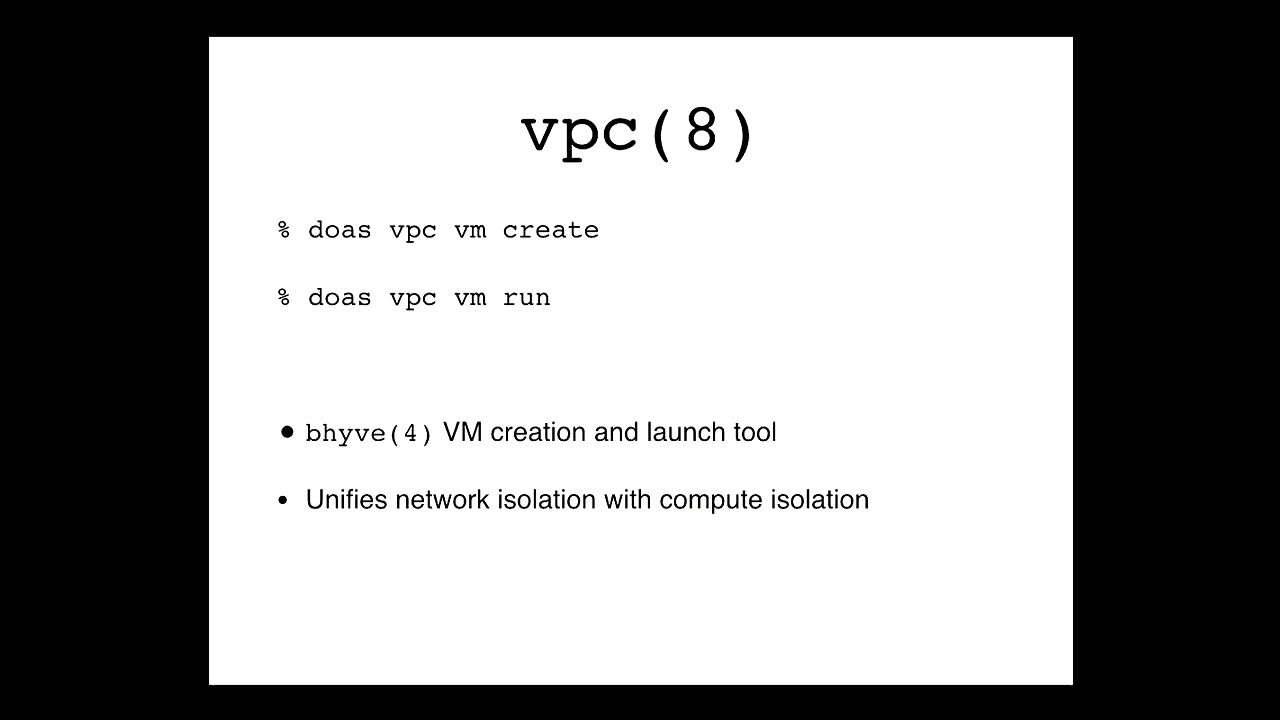 vpc(8)
% doas vpc vm create
% doas vpc vm run
• bhyve(4) VM creation and launch tool
• Unifies network isolation with compute isolation